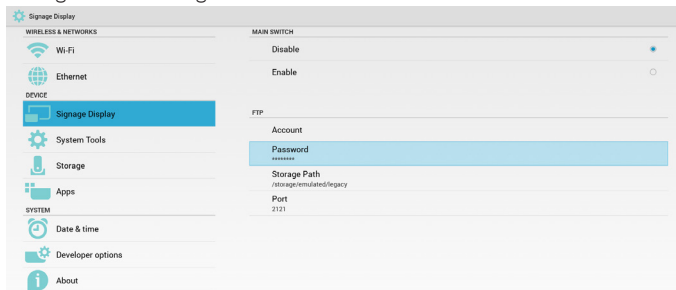 Signage Display
WIRELESS & NETWORKS
Wi-Fi
Ethernet
DEVICE
Signage Display
System Tools
Storage
Apps
SYSTEM
Date & time
Developer options
About
MAIN SWITCH
Disable
Enable
FTP
Account
Password
********
Storage Path
/storage/emulated/legacy
Port
2121